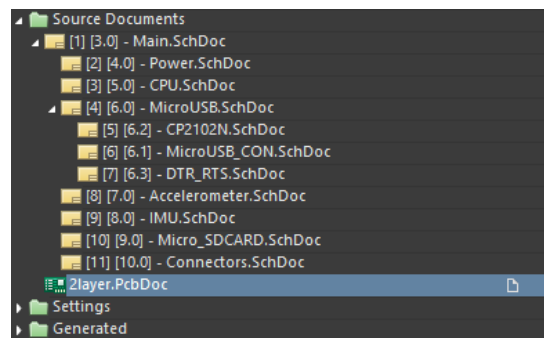 Source Documents
[1] [3.0] - Main.SchDoc
[2] [4.0] - Power.SchDoc
[3] [5.0] - CPU.SchDoc
[4] [6.0] - MicroUSB.SchDoc
[5] [6.2] - CP2102N.SchDoc
[6] [6.1] - MicroUSB_CON.SchDoc
[7] [6.3] - DTR_RTS.SchDoc
[8] [7.0] - Accelerometer.SchDoc
[9] [8.0] - IMU.SchDoc
[10] [9.0] - Micro_SDCARD.SchDoc
[11] [10.0] - Connectors.SchDoc
2layer.PcbDoc
Settings
Generated